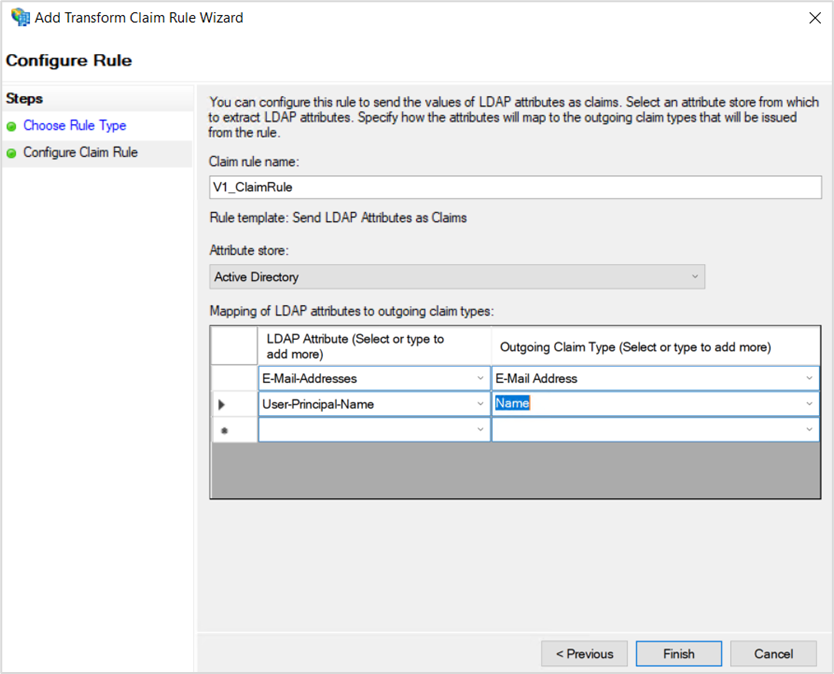 Add Transform Claim Rule Wizard
Configure Rule
Steps
Choose Rule Type
Configure Claim Rule
You can configure this rule to send the values of LDAP attributes as claims. Select an attribute store from which
to extract LDAP attributes. Specify how the attributes will map to the outgoing claim types that will be issued
from the rule.
Claim rule name:
V1_ClaimRule
Rule template: Send LDAP Attributes as Claims
Attribute store:
Active Directory
Mapping of LDAP attributes to outgoing claim types:
LDAP Attribute (Select or type to
add more)
Outgoing Claim Type (Select or type to add more)
E-Mail-Addresses
E-Mail Address
User-Principal-Name
Name
< Previous
Finish
Cancel